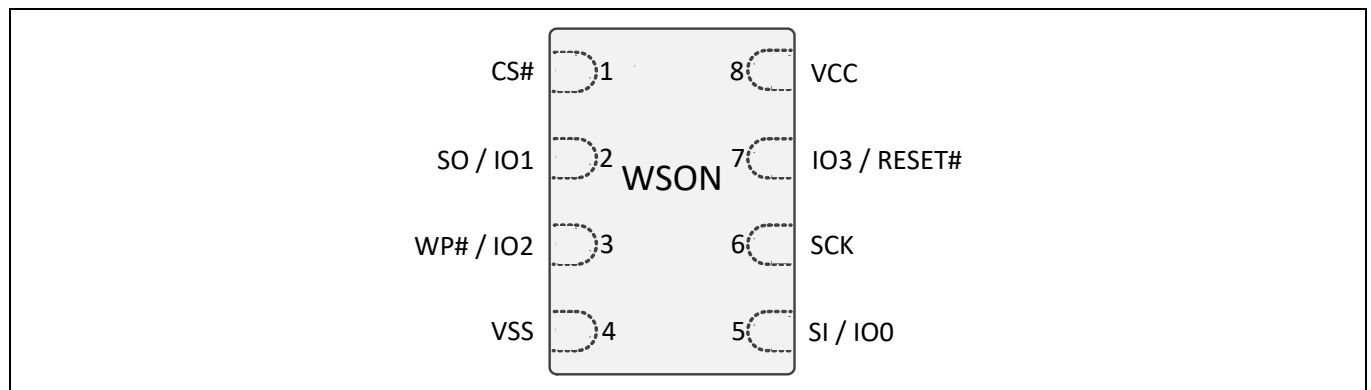 CS# 1 8 VCC
SO / IO1 2 7 IO3 / RESET#
WSON
WP# / IO2 3 6 SCK
VSS 4 5 SI / IO0